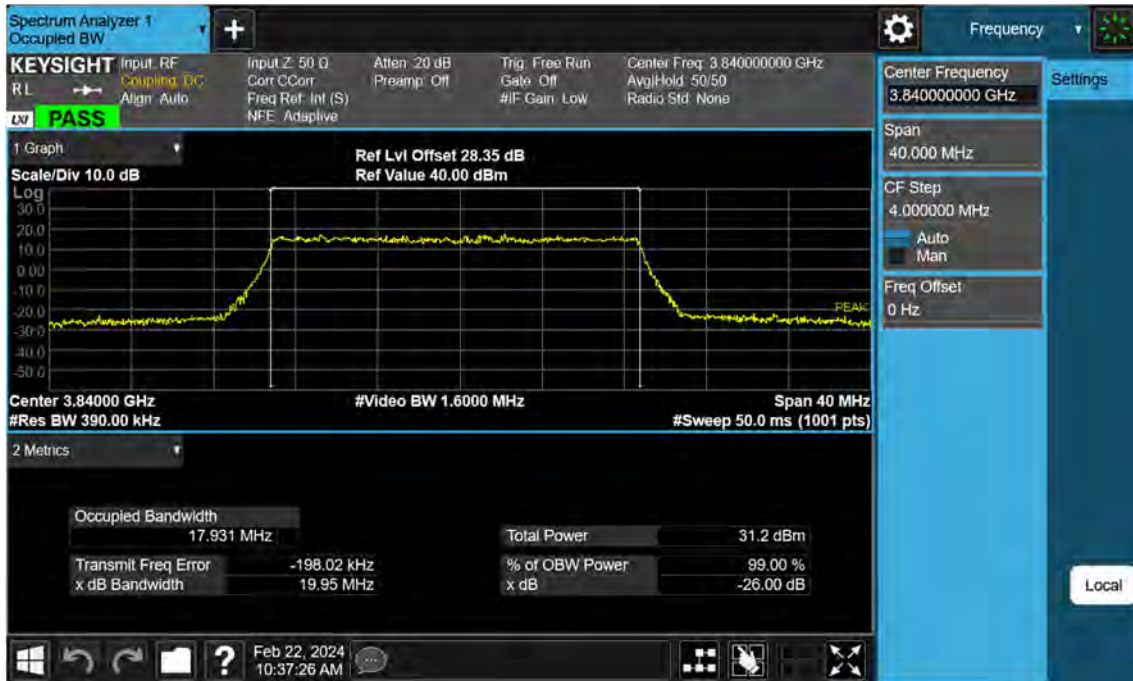 Spectrum Analyzer 1
Occupied BW
+
Frequency
KEYSIGHT Input: RF Input Z: 50 Ω Atten: 20 dB Trig: Free Run Center Freq: 3.840000000 GHz
RL Coupling: DC Corr CCorr Preamp: Off Gate: Off Avg|Hold: 50/50
Align: Auto Freq Ref: Int (S) #IF Gain: Low Radio Std: None
LXI PASS NFE: Adaptive
Center Frequency
3.840000000 GHz
Settings
Span
40.000 MHz
CF Step
4.000000 MHz
Auto
Man
Freq Offset
0 Hz
1 Graph
Ref Lvl Offset 28.35 dB
Scale/Div 10.0 dB Ref Value 40.00 dBm
Log
30.0
20.0
10.0
0.00
-10.0
-20.0
-30.0
-40.0
-50.0
PEAK
Center 3.84000 GHz #Video BW 1.6000 MHz Span 40 MHz
#Res BW 390.00 kHz #Sweep 50.0 ms (1001 pts)
2 Metrics
Occupied Bandwidth
17.931 MHz Total Power 31.2 dBm
Transmit Freq Error -198.02 kHz % of OBW Power 99.00 %
x dB Bandwidth 19.95 MHz x dB -26.00 dB
Local
? Feb 22, 2024
10:37:26 AM